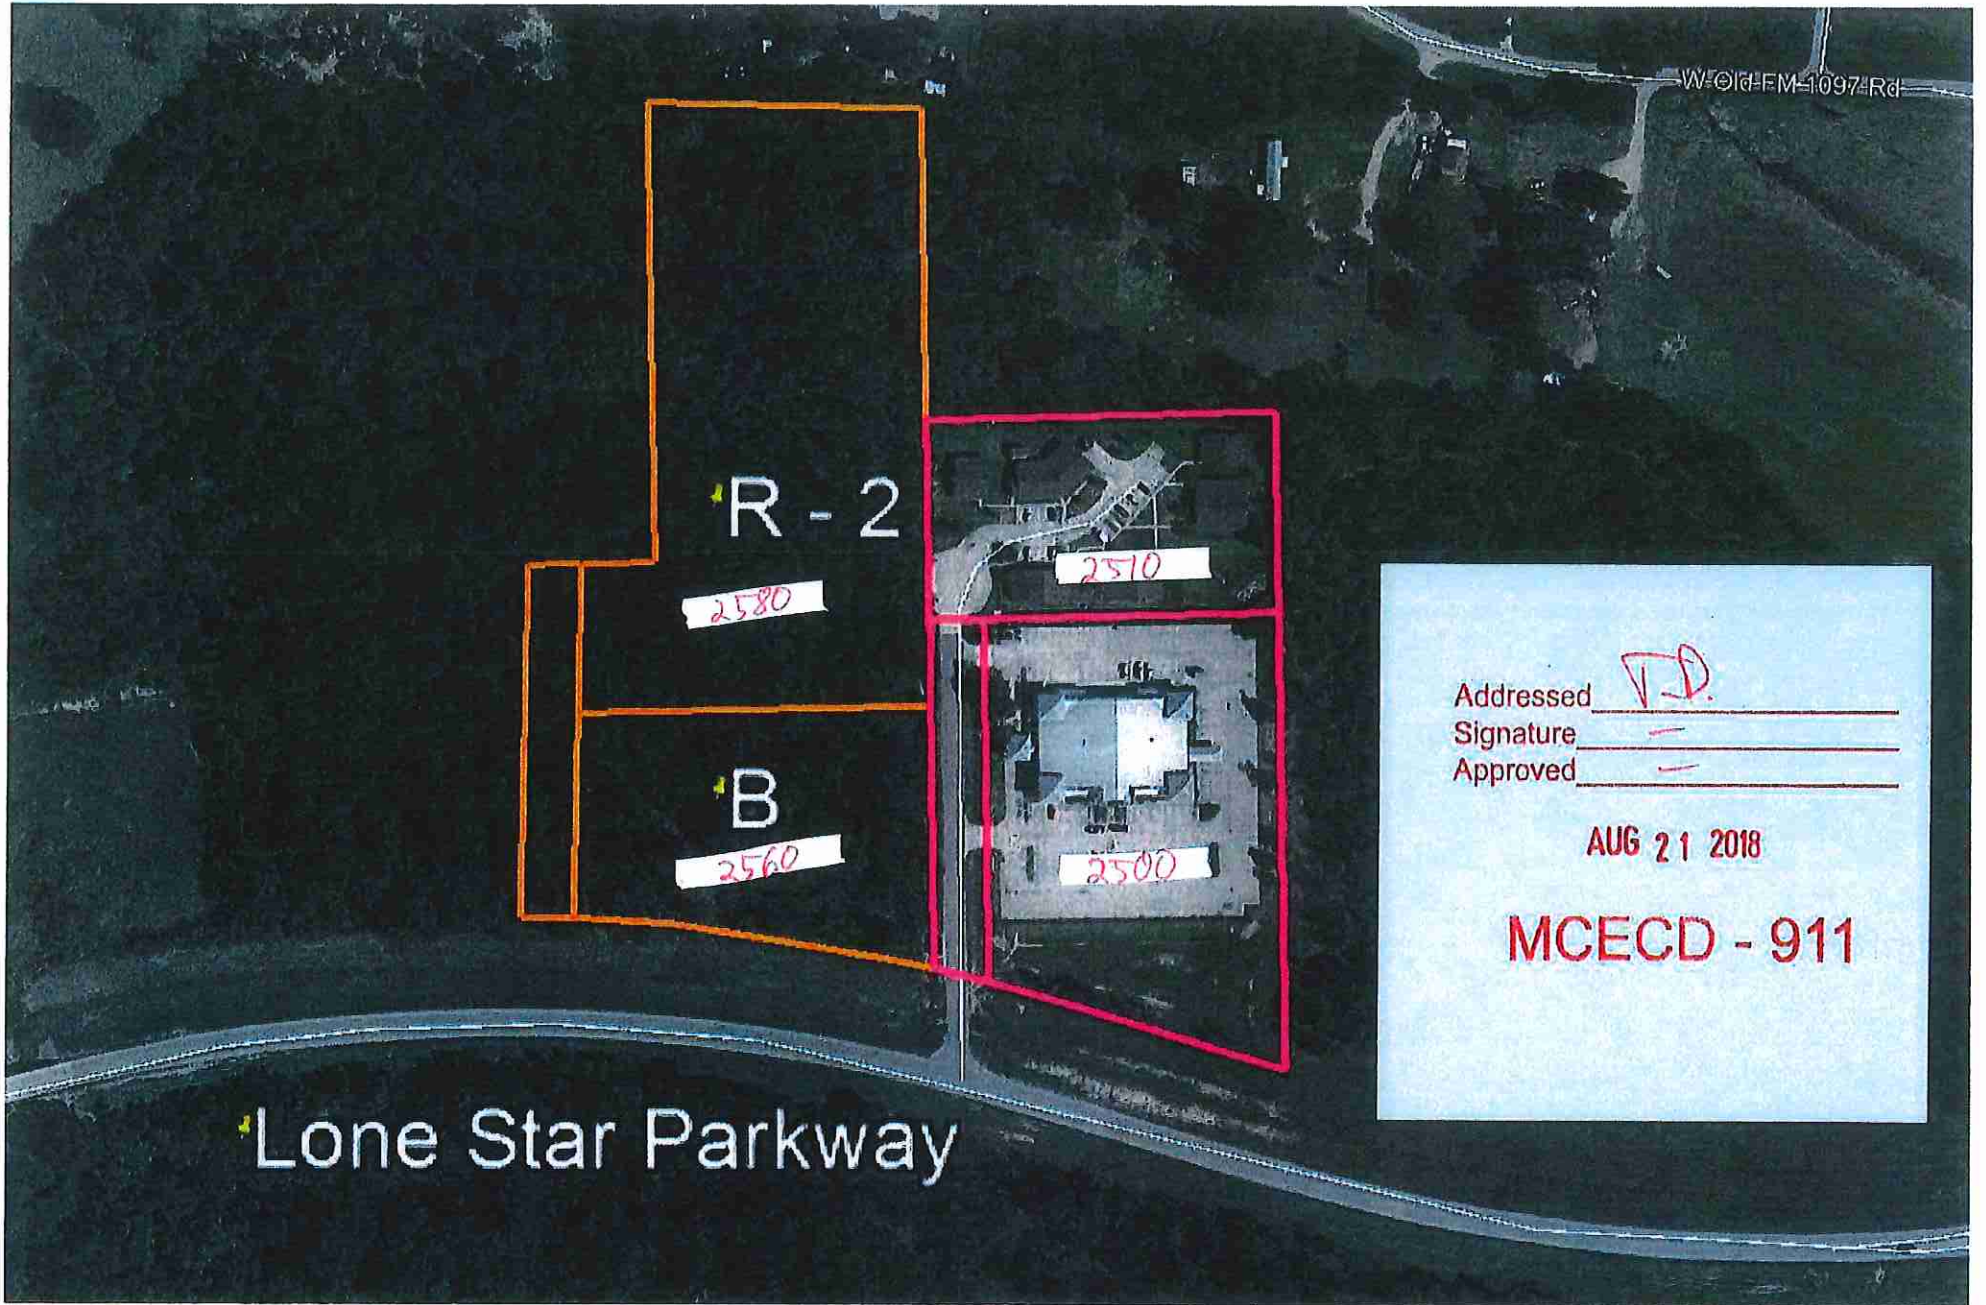 W Old FM 1097 Rd
R - 2
2510
2580
B
2560
2500
Addressed T.D.
Signature —
Approved —
AUG 21 2018
MCECD - 911
Lone Star Parkway